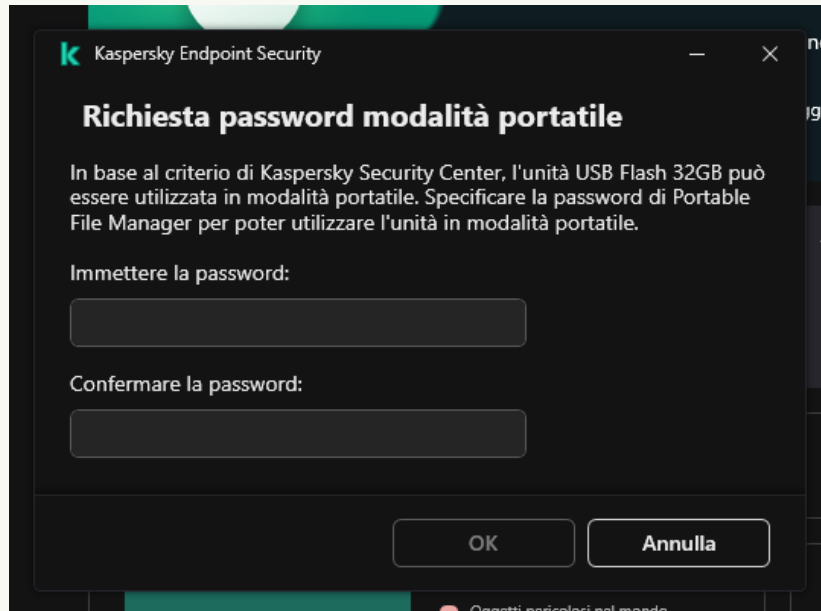 Kaspersky Endpoint Security
Richiesta password modalità portatile
In base al criterio di Kaspersky Security Center, l'unità USB Flash 32GB può
essere utilizzata in modalità portatile. Specificare la password di Portable
File Manager per poter utilizzare l'unità in modalità portatile.
Immettere la password:
Confermare la password:
OK
Annulla